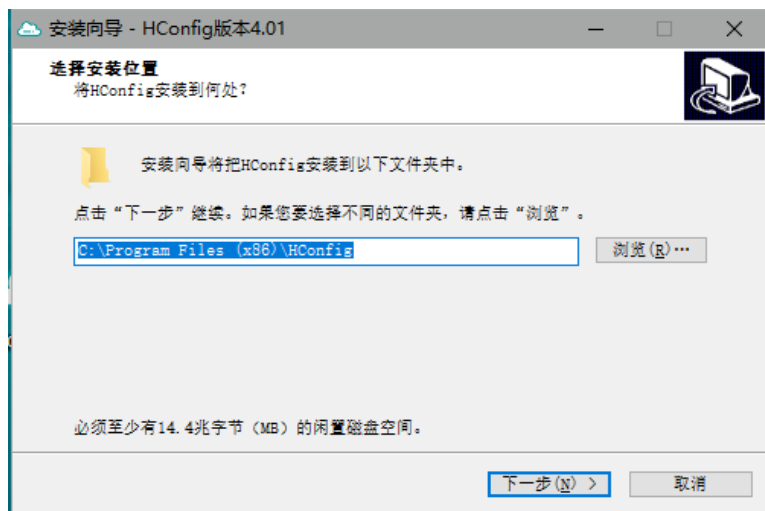 安装向导 - HConfig版本4.01
选择安装位置
将HConfig安装到何处?
安装向导将把HConfig安装到以下文件夹中。
点击“下一步”继续。如果您要选择不同的文件夹，请点击“浏览”。
C:\Program Files (x86)\HConfig
浏览(R)…
必须至少有14.4兆字节（MB）的闲置磁盘空间。
下一步(N) >
取消